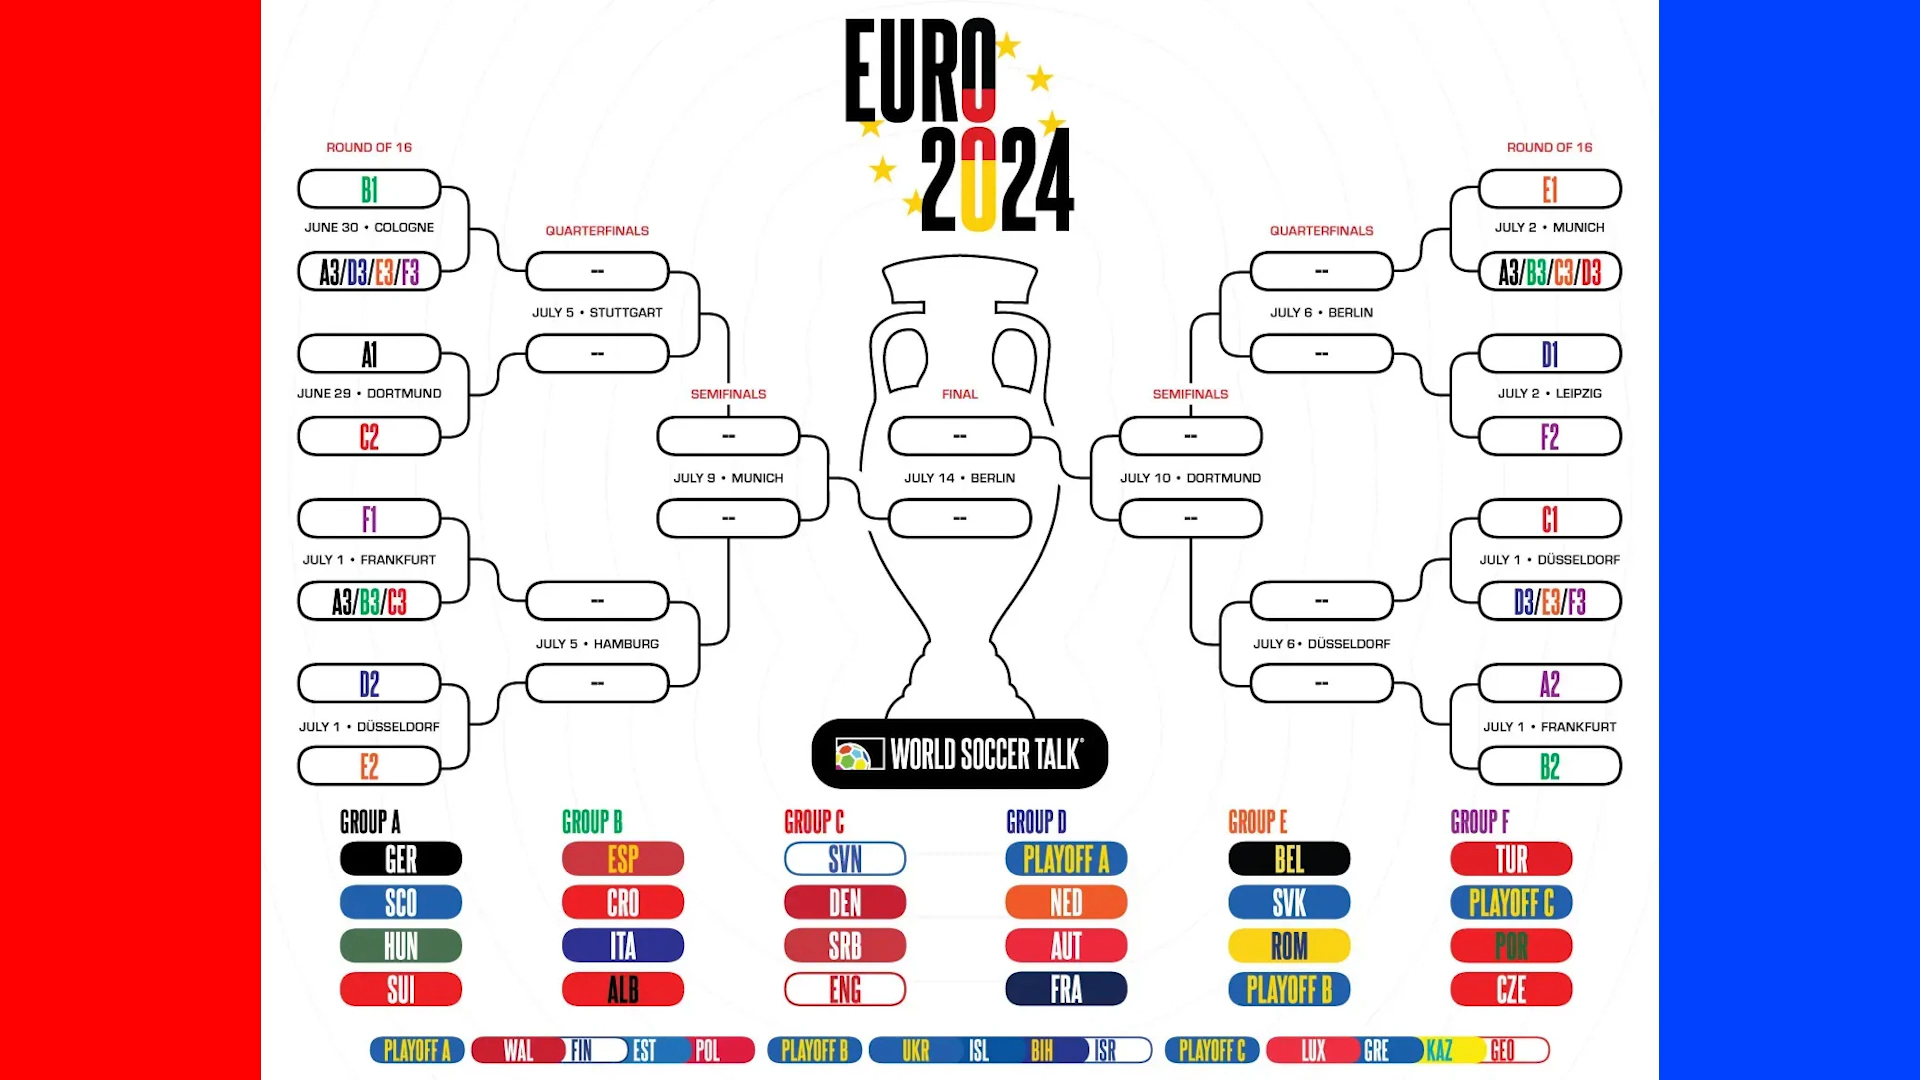 EURO
2024
ROUND OF 16
B1
JUNE 30 • COLOGNE
A3/D3/E3/F3
A1
JUNE 29 • DORTMUND
C2
F1
JULY 1 • FRANKFURT
A3/B3/C3
D2
JULY 1 • DÜSSELDORF
E2
QUARTERFINALS
--
JULY 5 • STUTTGART
--
--
JULY 5 • HAMBURG
--
SEMIFINALS
--
JULY 9 • MUNICH
--
FINAL
--
JULY 14 • BERLIN
--
SEMIFINALS
--
JULY 10 • DORTMUND
--
QUARTERFINALS
--
JULY 6 • BERLIN
--
--
JULY 6• DÜSSELDORF
--
ROUND OF 16
E1
JULY 2 • MUNICH
A3/B3/C3/D3
D1
JULY 2 • LEIPZIG
F2
C1
JULY 1 • DÜSSELDORF
D3/E3/F3
A2
JULY 1 • FRANKFURT
B2
WORLD SOCCER TALK
GROUP A
GER
SCO
HUN
SUI
GROUP B
ESP
CRO
ITA
ALB
GROUP C
SVN
DEN
SRB
ENG
GROUP D
PLAYOFF A
NED
AUT
FRA
GROUP E
BEL
SVK
ROM
PLAYOFF B
GROUP F
TUR
PLAYOFF C
POR
CZE
PLAYOFF A WAL FIN EST POL
PLAYOFF B UKR ISL BIH ISR
PLAYOFF C LUX GRE KAZ GEO